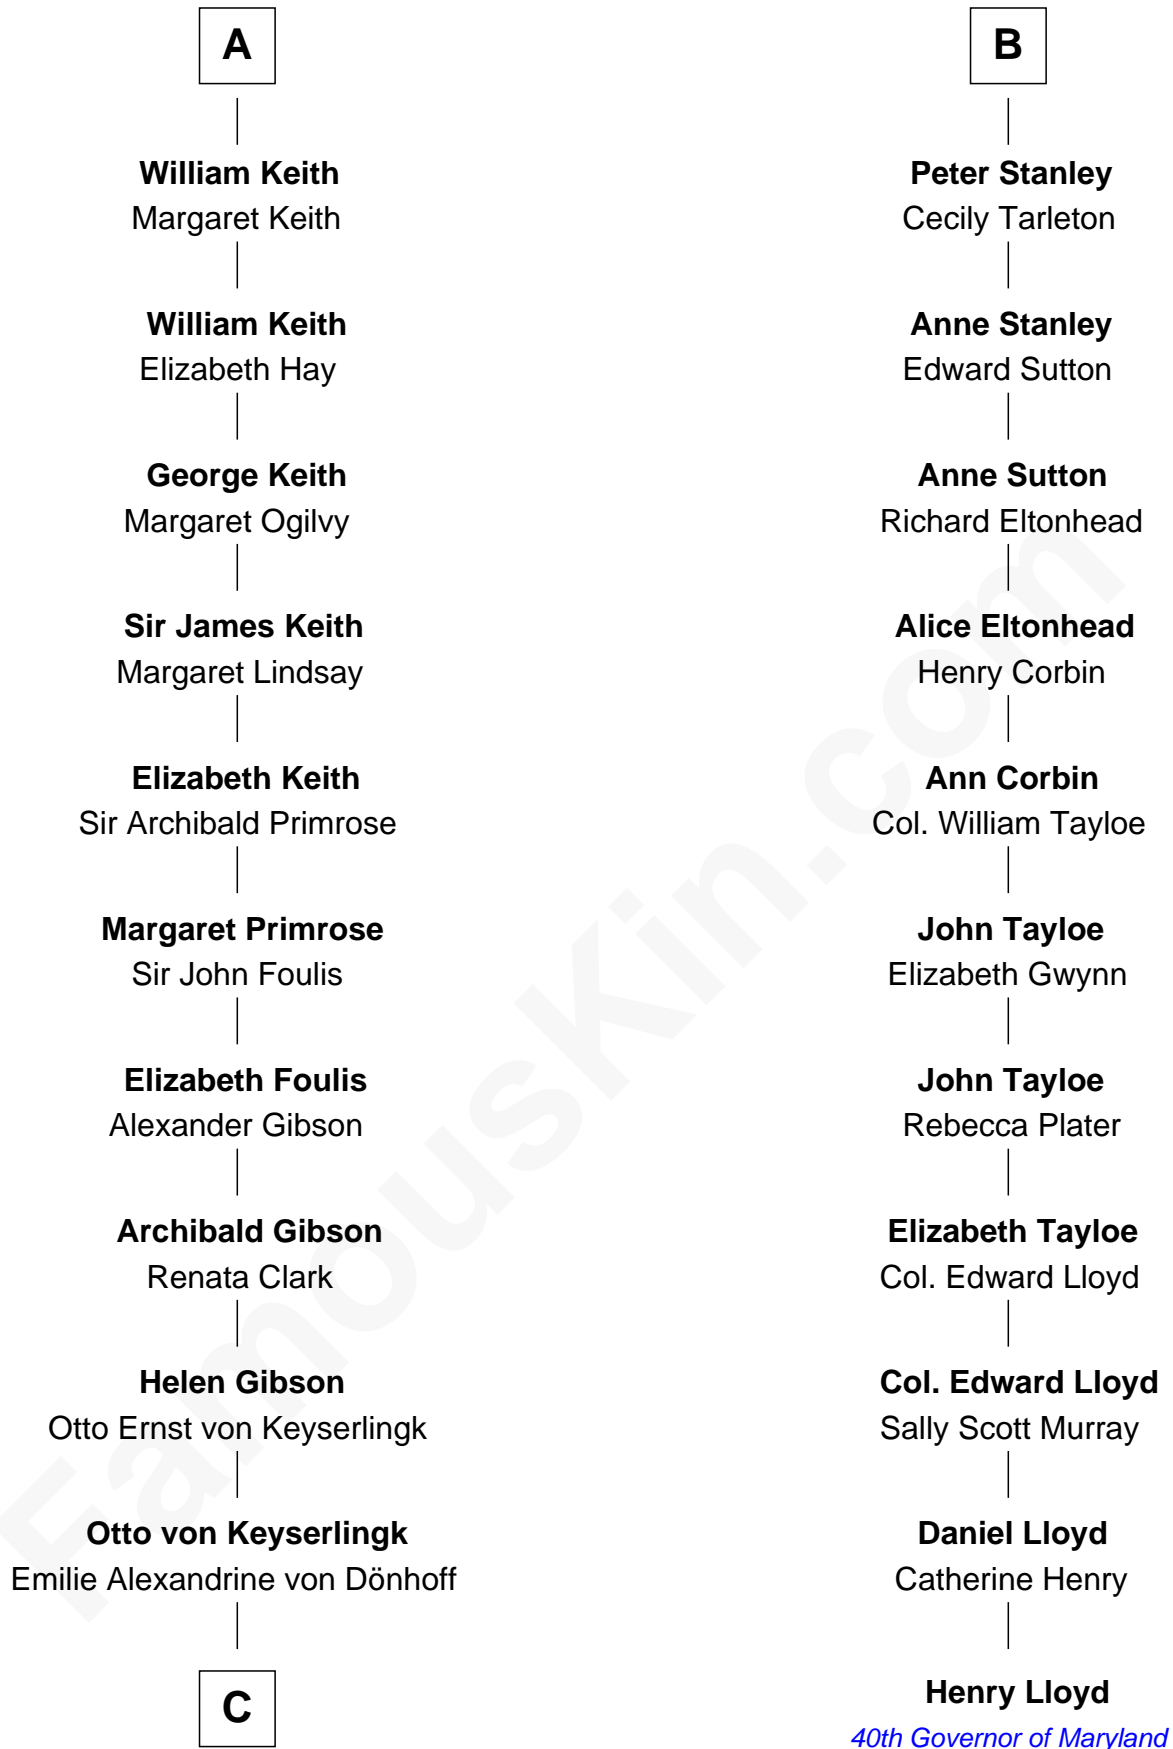 A
William Keith
Margaret Keith
William Keith
Elizabeth Hay
George Keith
Margaret Ogilvy
Sir James Keith
Margaret Lindsay
Elizabeth Keith
Sir Archibald Primrose
Margaret Primrose
Sir John Foulis
Elizabeth Foulis
Alexander Gibson
Archibald Gibson
Renata Clark
Helen Gibson
Otto Ernst von Keyserlingk
Otto von Keyserlingk
Emilie Alexandrine von Dönhoff
C
B
Peter Stanley
Cecily Tarleton
Anne Stanley
Edward Sutton
Anne Sutton
Richard Eltonhead
Alice Eltonhead
Henry Corbin
Ann Corbin
Col. William Tayloe
John Tayloe
Elizabeth Gwynn
John Tayloe
Rebecca Plater
Elizabeth Tayloe
Col. Edward Lloyd
Col. Edward Lloyd
Sally Scott Murray
Daniel Lloyd
Catherine Henry
Henry Lloyd
40th Governor of Maryland
FamousKin.com